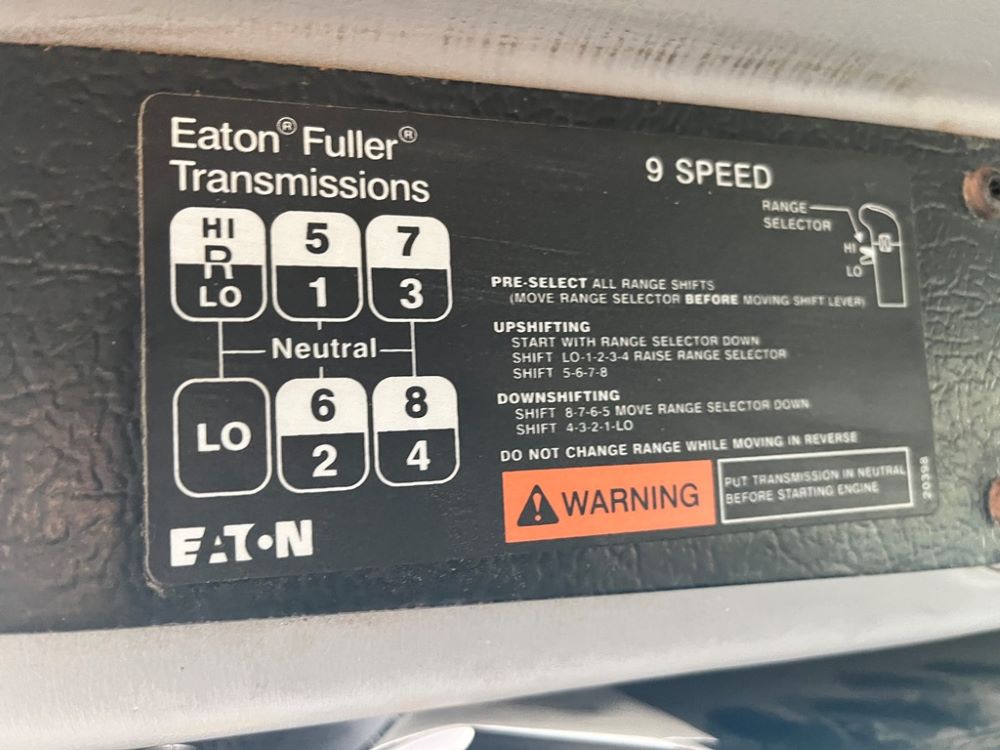 Eaton® Fuller®
Transmissions
9 SPEED
RANGE
SELECTOR
HI
LO
HI
R
LO
5
1
7
3
Neutral
LO
6
2
8
4
PRE-SELECT ALL RANGE SHIFTS
(MOVE RANGE SELECTOR BEFORE MOVING SHIFT LEVER)
UPSHIFTING
START WITH RANGE SELECTOR DOWN
SHIFT LO-1-2-3-4 RAISE RANGE SELECTOR
SHIFT 5-6-7-8
DOWNSHIFTING
SHIFT 8-7-6-5 MOVE RANGE SELECTOR DOWN
SHIFT 4-3-2-1-LO
DO NOT CHANGE RANGE WHILE MOVING IN REVERSE
WARNING
PUT TRANSMISSION IN NEUTRAL
BEFORE STARTING ENGINE
20398
EATON